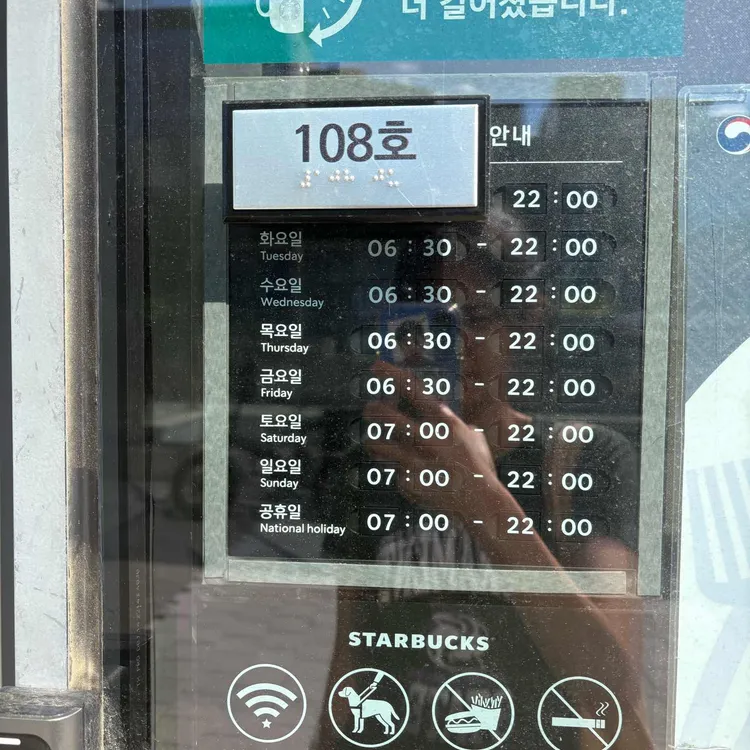 더 길어졌습니다.
108호
안내
22 : 00
화요일 06 : 30 - 22 : 00
Tuesday
수요일 06 : 30 - 22 : 00
Wednesday
목요일 06 : 30 - 22 : 00
Thursday
금요일 06 : 30 - 22 : 00
Friday
토요일 07 : 00 - 22 : 00
Saturday
일요일 07 : 00 - 22 : 00
Sunday
공휴일 07 : 00 - 22 : 00
National holiday
STARBUCKS